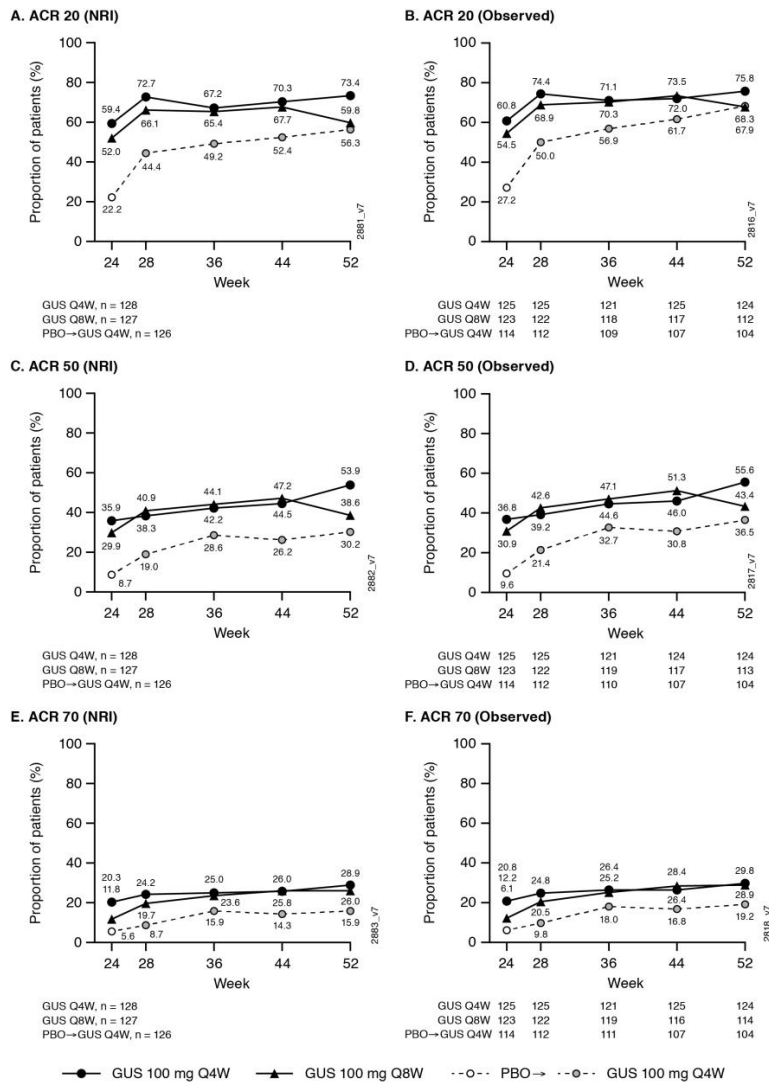 A. ACR 20 (NRI)
B. ACR 20 (Observed)
Proportion of patients (%)
100
80
60
40
20
0
59.4
72.7
67.2
70.3
73.4
52.0
66.1
65.4
67.7
59.8
22.2
44.4
49.2
52.4
56.3
2881_v7
24 28 36 44 52
Week
GUS Q4W, n = 128
GUS Q8W, n = 127
PBO→GUS Q4W, n = 126
Proportion of patients (%)
100
80
60
40
20
0
60.8
74.4
71.1
73.5
75.8
54.5
68.9
70.3
72.0
68.3
67.9
27.2
50.0
56.9
61.7
2816_v7
24 28 36 44 52
Week
GUS Q4W 125 125 121 125 124
GUS Q8W 123 122 118 117 112
PBO→GUS Q4W 114 112 109 107 104
C. ACR 50 (NRI)
D. ACR 50 (Observed)
Proportion of patients (%)
100
80
60
40
20
0
35.9
40.9
44.1
47.2
53.9
29.9
38.3
42.2
44.5
38.6
8.7
19.0
28.6
26.2
30.2
2882_v7
24 28 36 44 52
Week
GUS Q4W, n = 128
GUS Q8W, n = 127
PBO→GUS Q4W, n = 126
Proportion of patients (%)
100
80
60
40
20
0
36.8
42.6
47.1
51.3
55.6
30.9
39.2
44.6
46.0
43.4
9.6
21.4
32.7
30.8
36.5
2817_v7
24 28 36 44 52
Week
GUS Q4W 125 125 121 124 124
GUS Q8W 123 122 119 117 113
PBO→GUS Q4W 114 112 110 107 104
E. ACR 70 (NRI)
F. ACR 70 (Observed)
Proportion of patients (%)
100
80
60
40
20
0
20.3
11.8
24.2
25.0
26.0
28.9
19.7
23.6
25.8
26.0
5.6
8.7
15.9
14.3
15.9
2883_v7
24 28 36 44 52
Week
GUS Q4W, n = 128
GUS Q8W, n = 127
PBO→GUS Q4W, n = 126
Proportion of patients (%)
100
80
60
40
20
0
20.8
12.2
6.1
24.8
26.4
25.2
28.4
29.8
20.5
26.4
28.9
9.8
18.0
16.8
19.2
2818_v7
24 28 36 44 52
Week
GUS Q4W 125 125 121 125 124
GUS Q8W 123 122 119 116 114
PBO→GUS Q4W 114 112 111 107 104
GUS 100 mg Q4W GUS 100 mg Q8W PBO→ GUS 100 mg Q4W